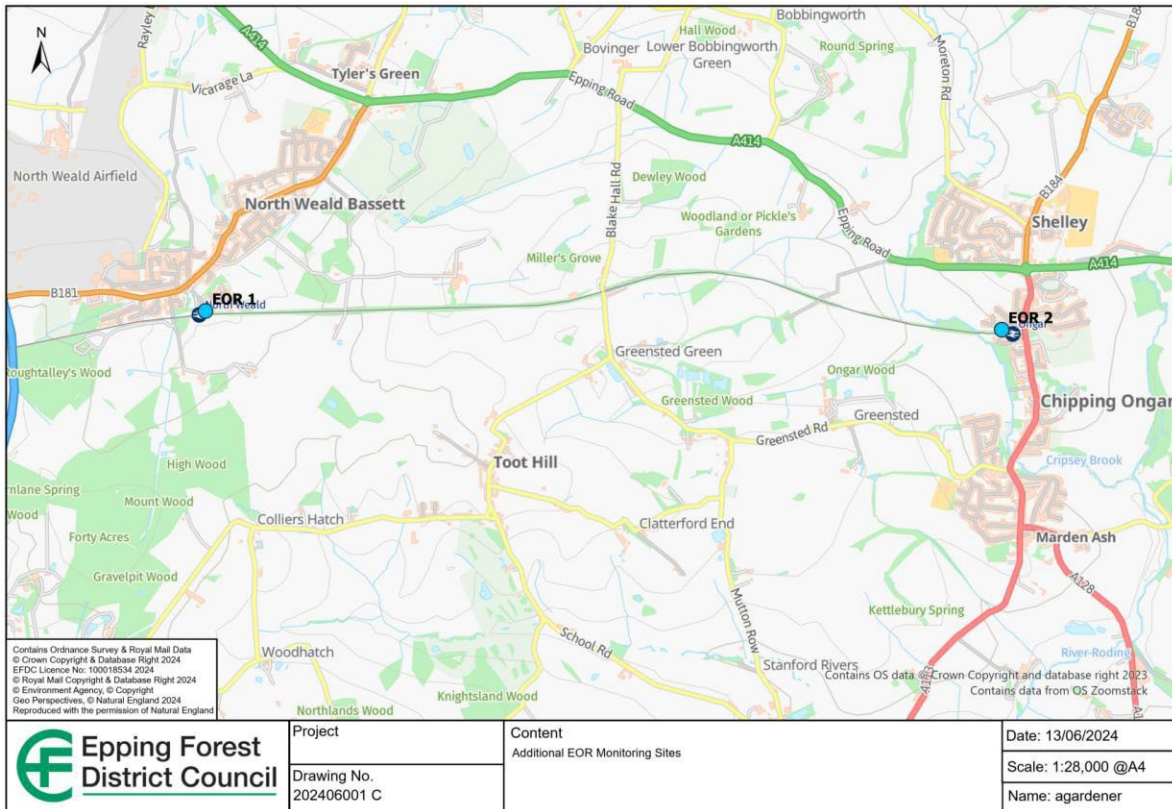 N
A414
Rayley L
Vicarage La
Tyler's Green
Bovinger
Hall Wood
Lower Bobbingworth
Green
Bobbingworth
Round Spring
Moreton Rd
B184
Epping Road
A414
North Weald Airfield
North Weald Bassett
Blake Hall Rd
Dewley Wood
Woodland or Pickle's
Gardens
Epping Road
B184
Shelley
Miller's Grove
B181
EOR 1
North Weald
A414
EOR 2
Ongar
Roughtalley's Wood
Greensted Green
Greensted Wood
Ongar Wood
Greensted
Greensted Rd
Chipping Ongar
Toot Hill
High Wood
Mount Wood
rnlane Spring
Wood
Forty Acres
Gravelpit Wood
Colliers Hatch
Clatterford End
Cripsey Brook
Marden Ash
A128
Kettlebury Spring
Mutton Row
School Rd
Woodhatch
Stanford Rivers
River Roding
Knightsland Wood
Northlands Wood
A113
A1
Contains OS data © Crown Copyright and database right 2023
Contains data from OS Zoomstack
Contains Ordnance Survey & Royal Mail Data
© Crown Copyright & Database Right 2024
EFDC Licence No: 100018534 2024
© Royal Mail Copyright & Database Right 2024
© Environment Agency, © Copyright
Geo Perspectives, © Natural England 2024
Reproduced with the permission of Natural England
Epping Forest
District Council
Project
Drawing No.
202406001 C
Content
Additional EOR Monitoring Sites
Date: 13/06/2024
Scale: 1:28,000 @A4
Name: agardener